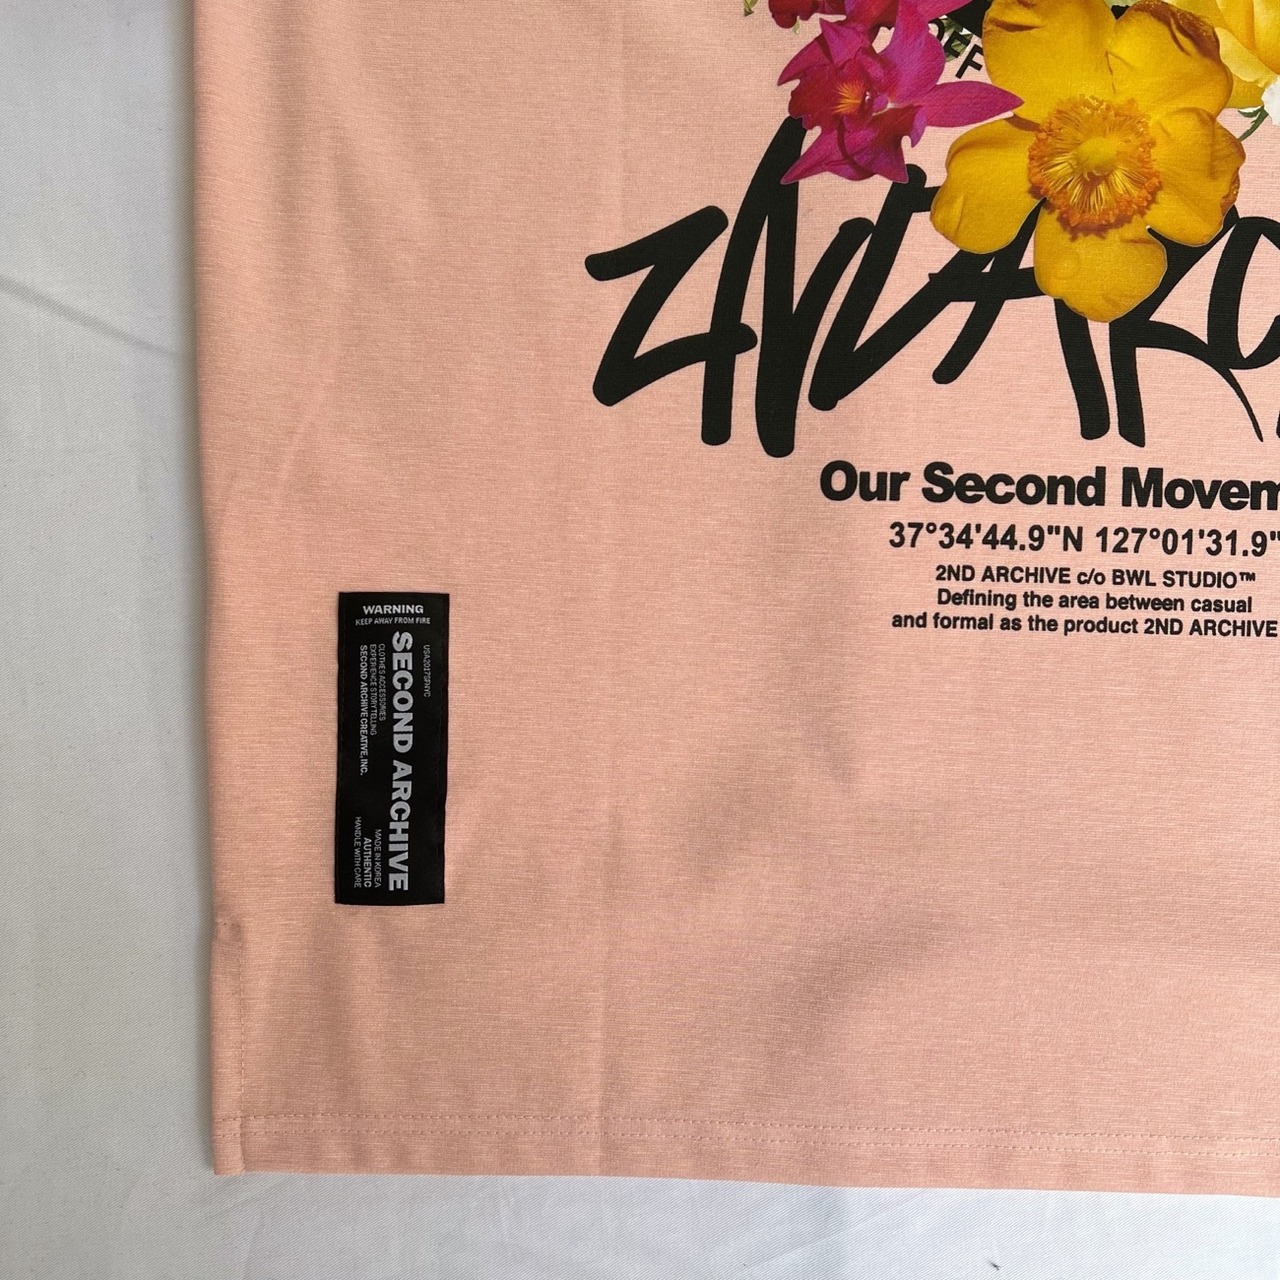 2NDARC
Our Second Movem
37°34'44.9"N 127°01'31.9"
2ND ARCHIVE c/o BWL STUDIO™
Defining the area between casual
and formal as the product 2ND ARCHIVE
WARNING
KEEP AWAY FROM FIRE
USA2017SFNYC
SECOND ARCHIVE
CLOTHES ACCESSORIES
EXPERIENCE STORYTELLING
SECOND ARCHIVE CREATIVE, INC.
MADE IN KOREA
AUTHENTIC
HANDLE WITH CARE